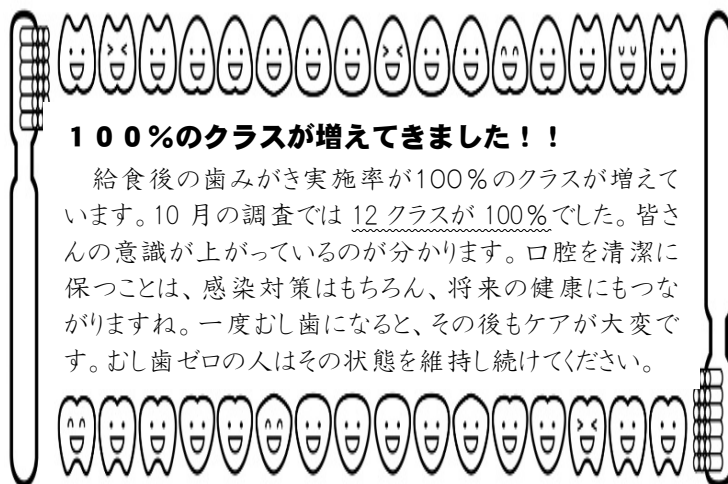 100%のクラスが増えてきました!!
給食後の歯みがき実施率が100%のクラスが増えて
います。10月の調査では 12クラスが 100%でした。皆さ
んの意識が上がっているのが分かります。口腔を清潔に
保つことは、感染対策はもちろん、将来の健康にもつな
がりますね。一度むし歯になると、その後もケアが大変で
す。むし歯ゼロの人はその状態を維持し続けてください。